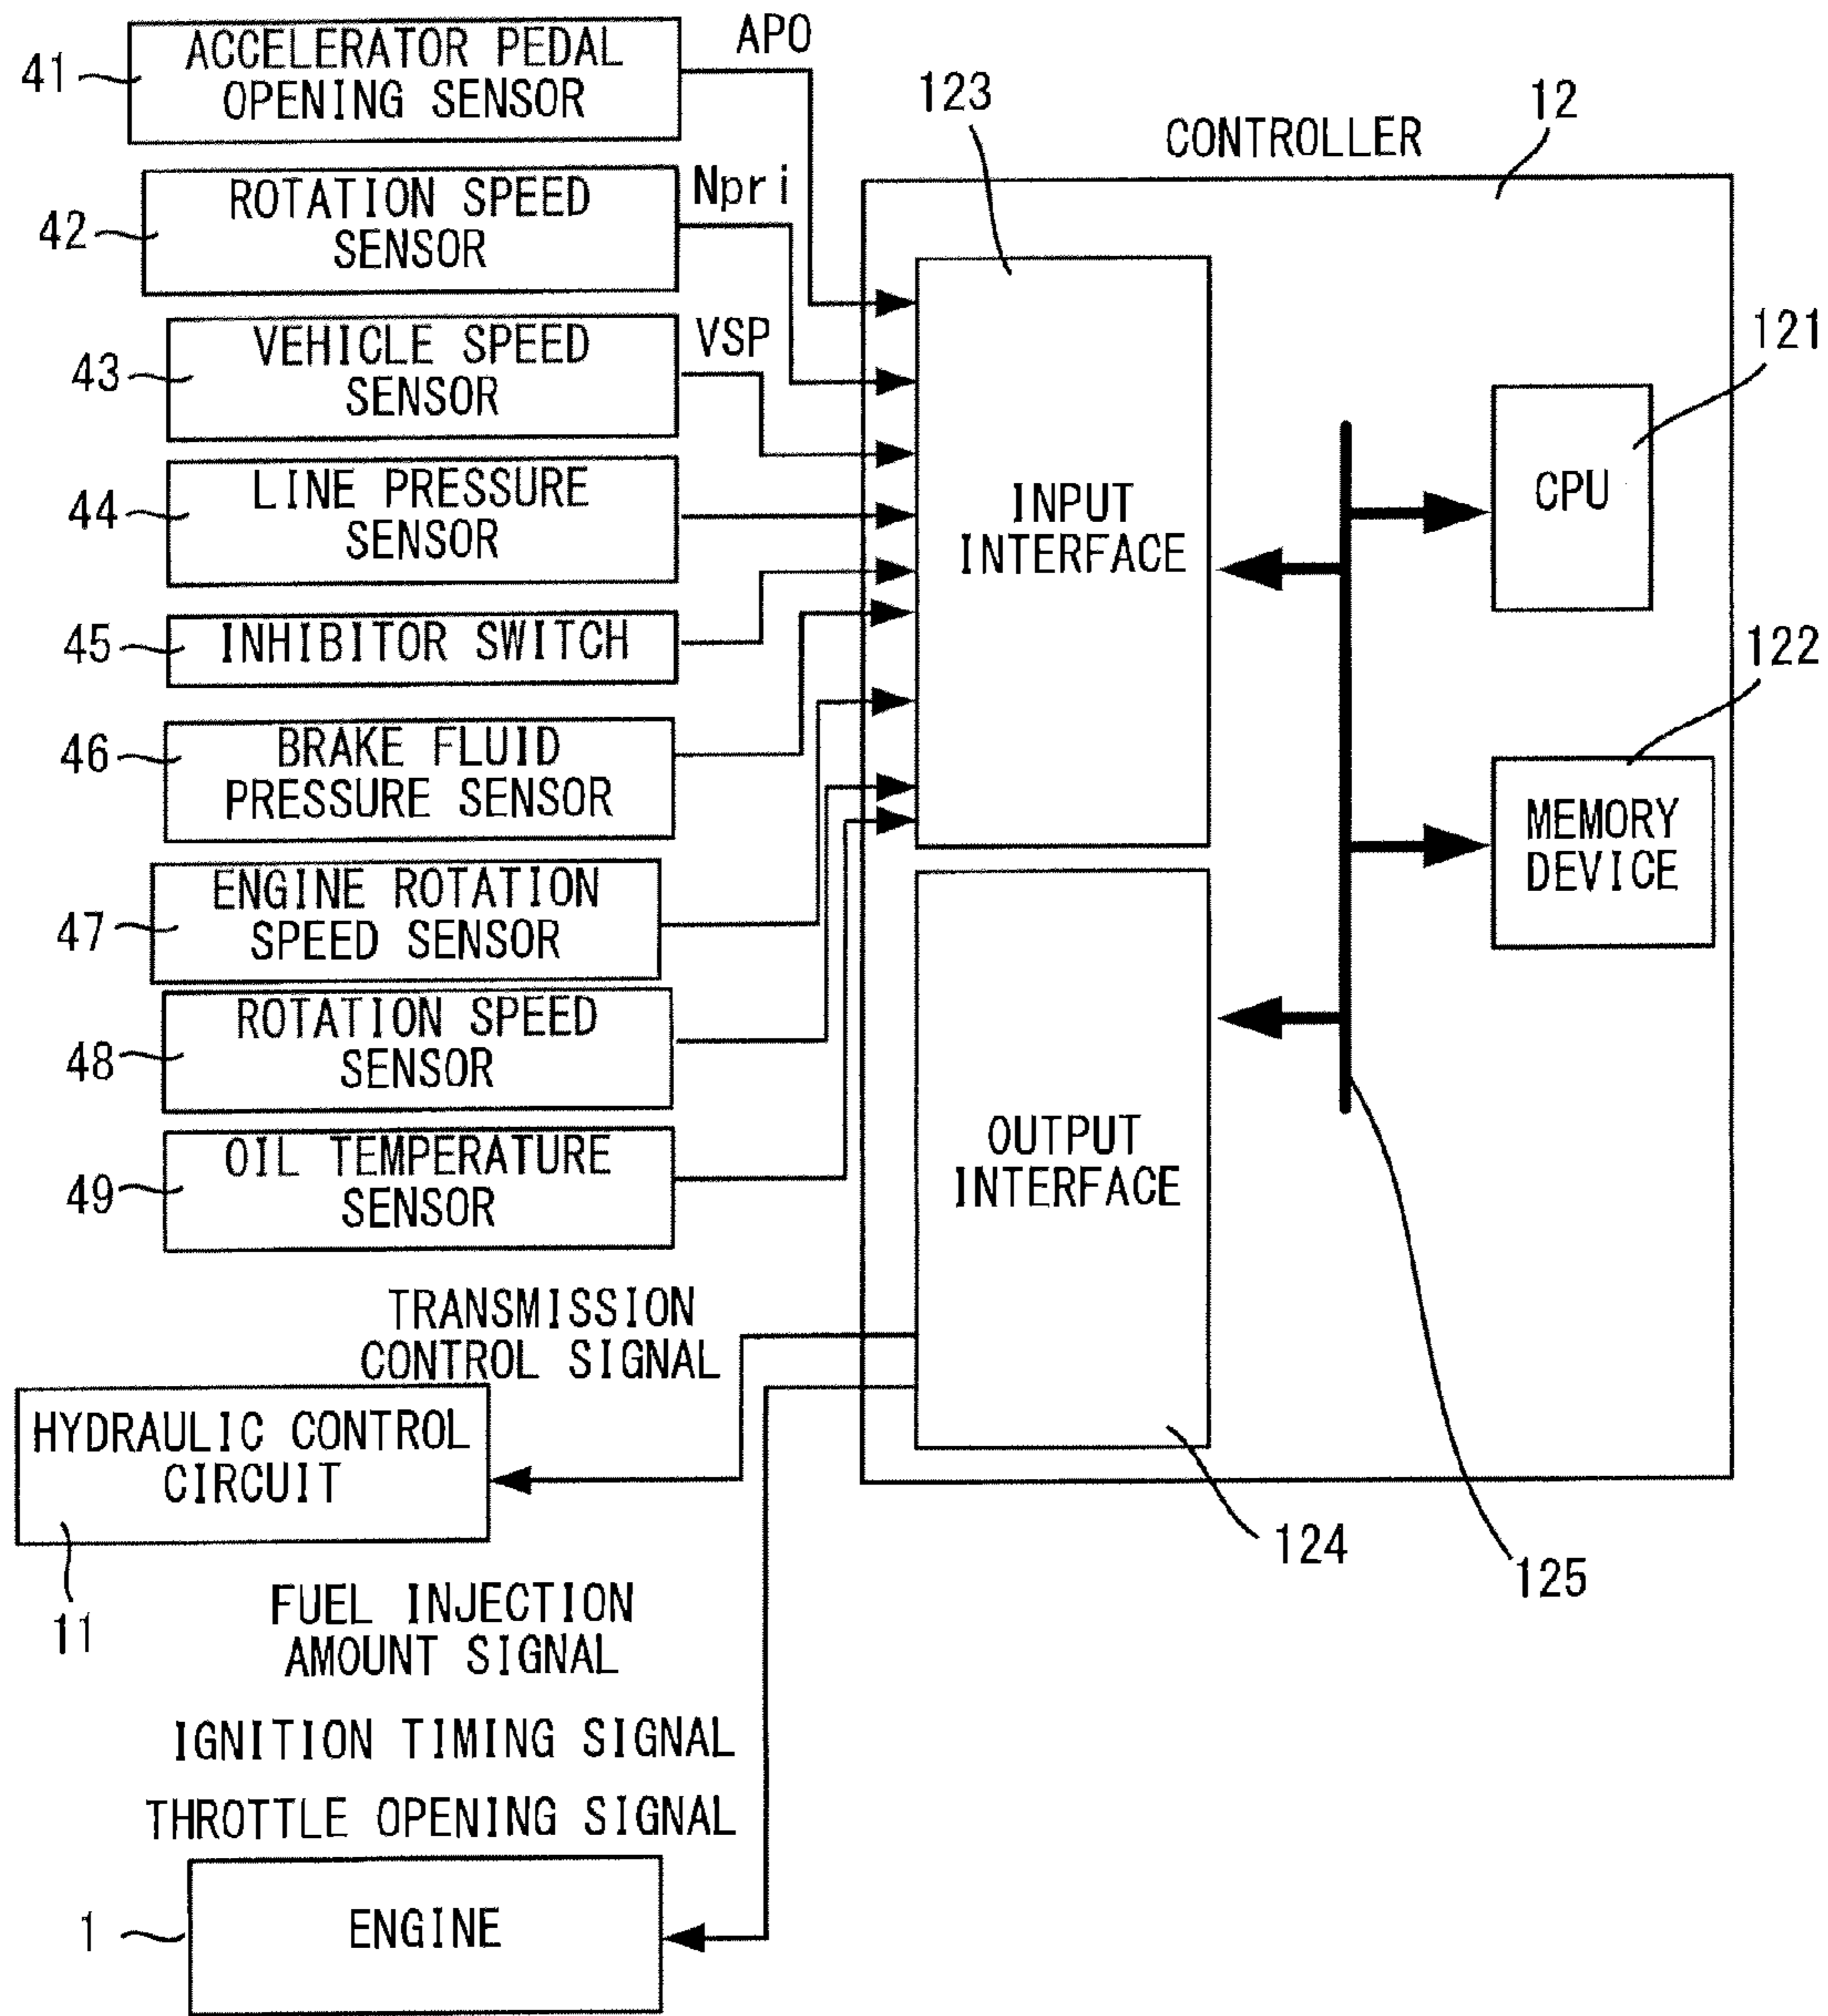 41
ACCELERATOR PEDAL
OPENING SENSOR
APO
42
ROTATION SPEED
SENSOR
Npri
43
VEHICLE SPEED
SENSOR
VSP
44
LINE PRESSURE
SENSOR
45
INHIBITOR SWITCH
46
BRAKE FLUID
PRESSURE SENSOR
47
ENGINE ROTATION
SPEED SENSOR
48
ROTATION SPEED
SENSOR
49
OIL TEMPERATURE
SENSOR
CONTROLLER
12
123
INPUT
INTERFACE
121
CPU
122
MEMORY
DEVICE
OUTPUT
INTERFACE
124
125
TRANSMISSION
CONTROL SIGNAL
HYDRAULIC CONTROL
CIRCUIT
11
FUEL INJECTION
AMOUNT SIGNAL
IGNITION TIMING SIGNAL
THROTTLE OPENING SIGNAL
1
ENGINE